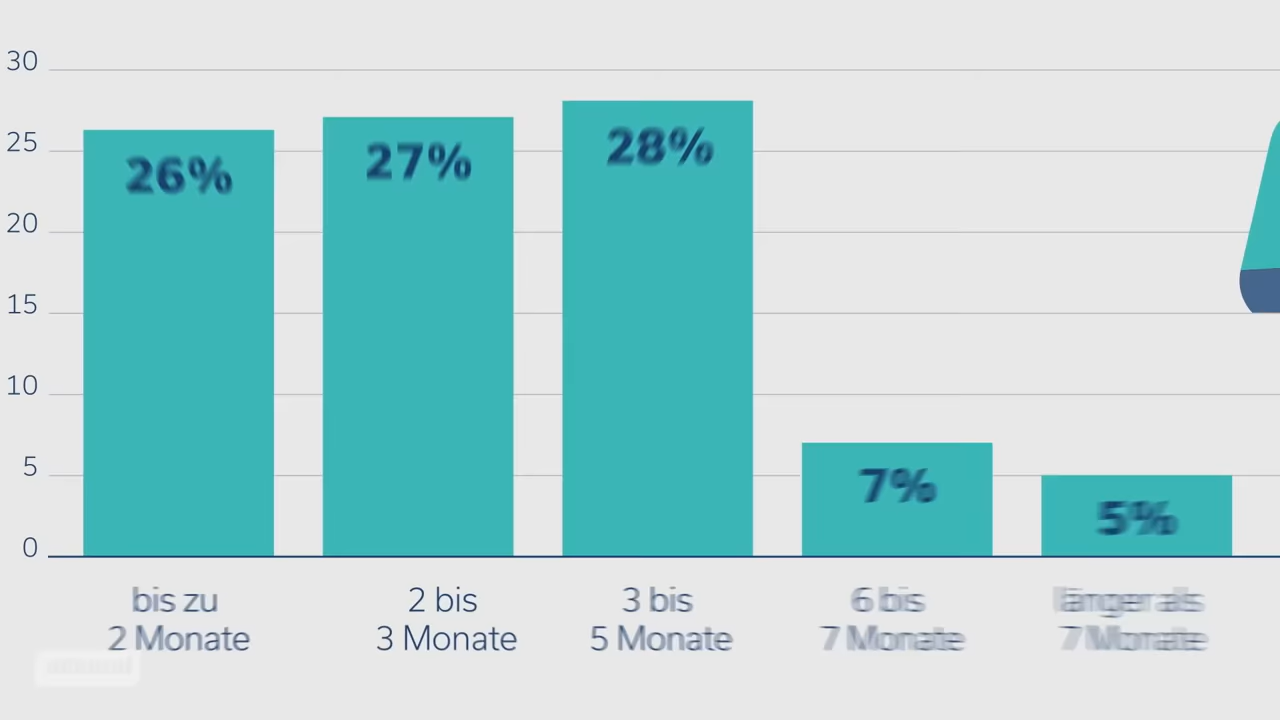 30
25
20
15
10
5
0
26%
27%
28%
7%
5%
bis zu
2 Monate
2 bis
3 Monate
3 bis
5 Monate
6 bis
7 Monate
länger als
7 Monate